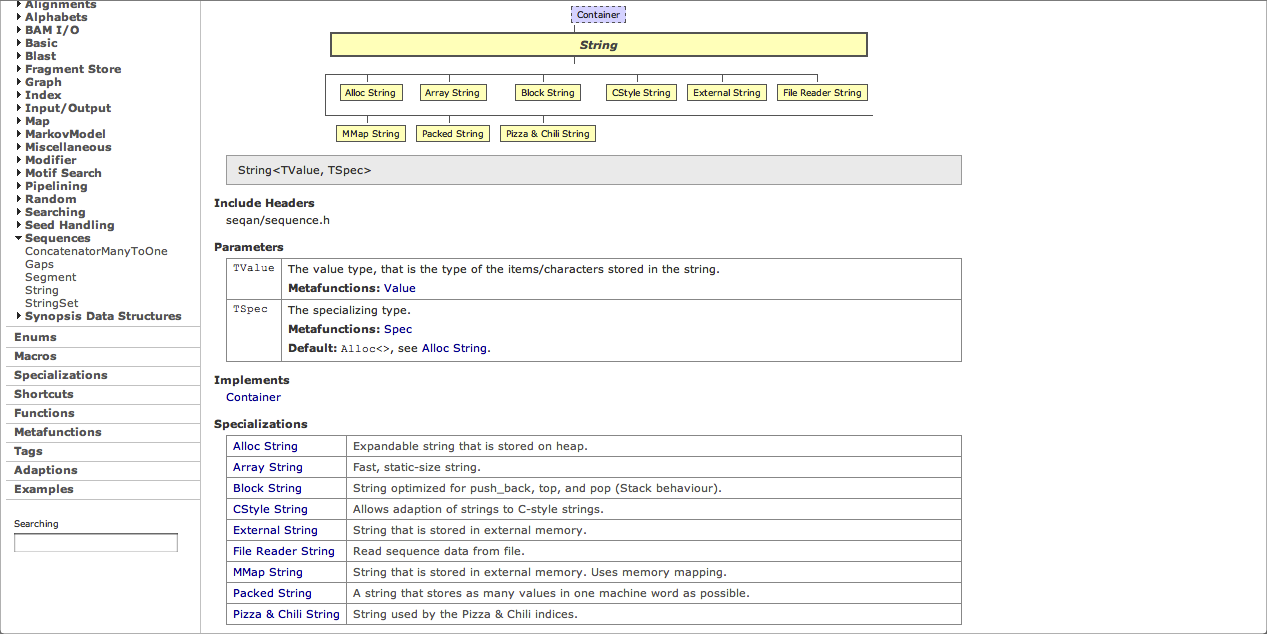 Alignments
Alphabets
BAM I/O
Basic
Blast
Fragment Store
Graph
Index
Input/Output
Map
MarkovModel
Miscellaneous
Modifier
Motif Search
Pipelining
Random
Searching
Seed Handling
Sequences
ConcatenatorManyToOne
Gaps
Segment
String
StringSet
Synopsis Data Structures
Enums
Macros
Specializations
Shortcuts
Functions
Metafunctions
Tags
Adaptions
Examples
Searching
Container
String
Alloc String Array String Block String CStyle String External String File Reader String
MMap String Packed String Pizza & Chili String
String<TValue, TSpec>
Include Headers
seqan/sequence.h
Parameters
TValue The value type, that is the type of the items/characters stored in the string.
Metafunctions: Value
TSpec The specializing type.
Metafunctions: Spec
Default: Alloc<>, see Alloc String.
Implements
Container
Specializations
Alloc String Expandable string that is stored on heap.
Array String Fast, static-size string.
Block String String optimized for push_back, top, and pop (Stack behaviour).
CStyle String Allows adaption of strings to C-style strings.
External String String that is stored in external memory.
File Reader String Read sequence data from file.
MMap String String that is stored in external memory. Uses memory mapping.
Packed String A string that stores as many values in one machine word as possible.
Pizza & Chili String String used by the Pizza & Chili indices.